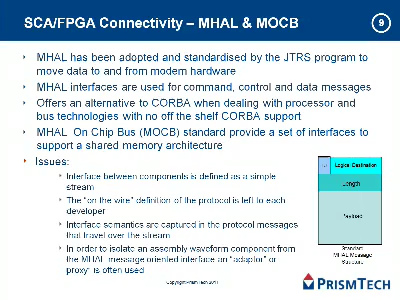 SCA/FPGA Connectivity – MHAL & MOCB
9
MHAL has been adopted and standardised by the JTRS program to
move data to and from modem hardware
MHAL interfaces are used for command, control and data messages
Offers an alternative to CORBA when dealing with processor and
bus technologies with no off the shelf CORBA support
MHAL On Chip Bus (MOCB) standard provide a set of interfaces to
support a shared memory architecture
Issues:
Interface between components is defined as a simple
stream
The “on the wire” definition of the protocol is left to each
developer
Interface semantics are captured in the protocol messages
that travel over the stream
In order to isolate an assembly waveform component from
the MHAL message oriented interface an “adaptor” or
proxy” is often used
Logical Destination
Length
Payload
Standard
MHAL Message
Structure
Copyright PrismTech 2011
PRISMTECH